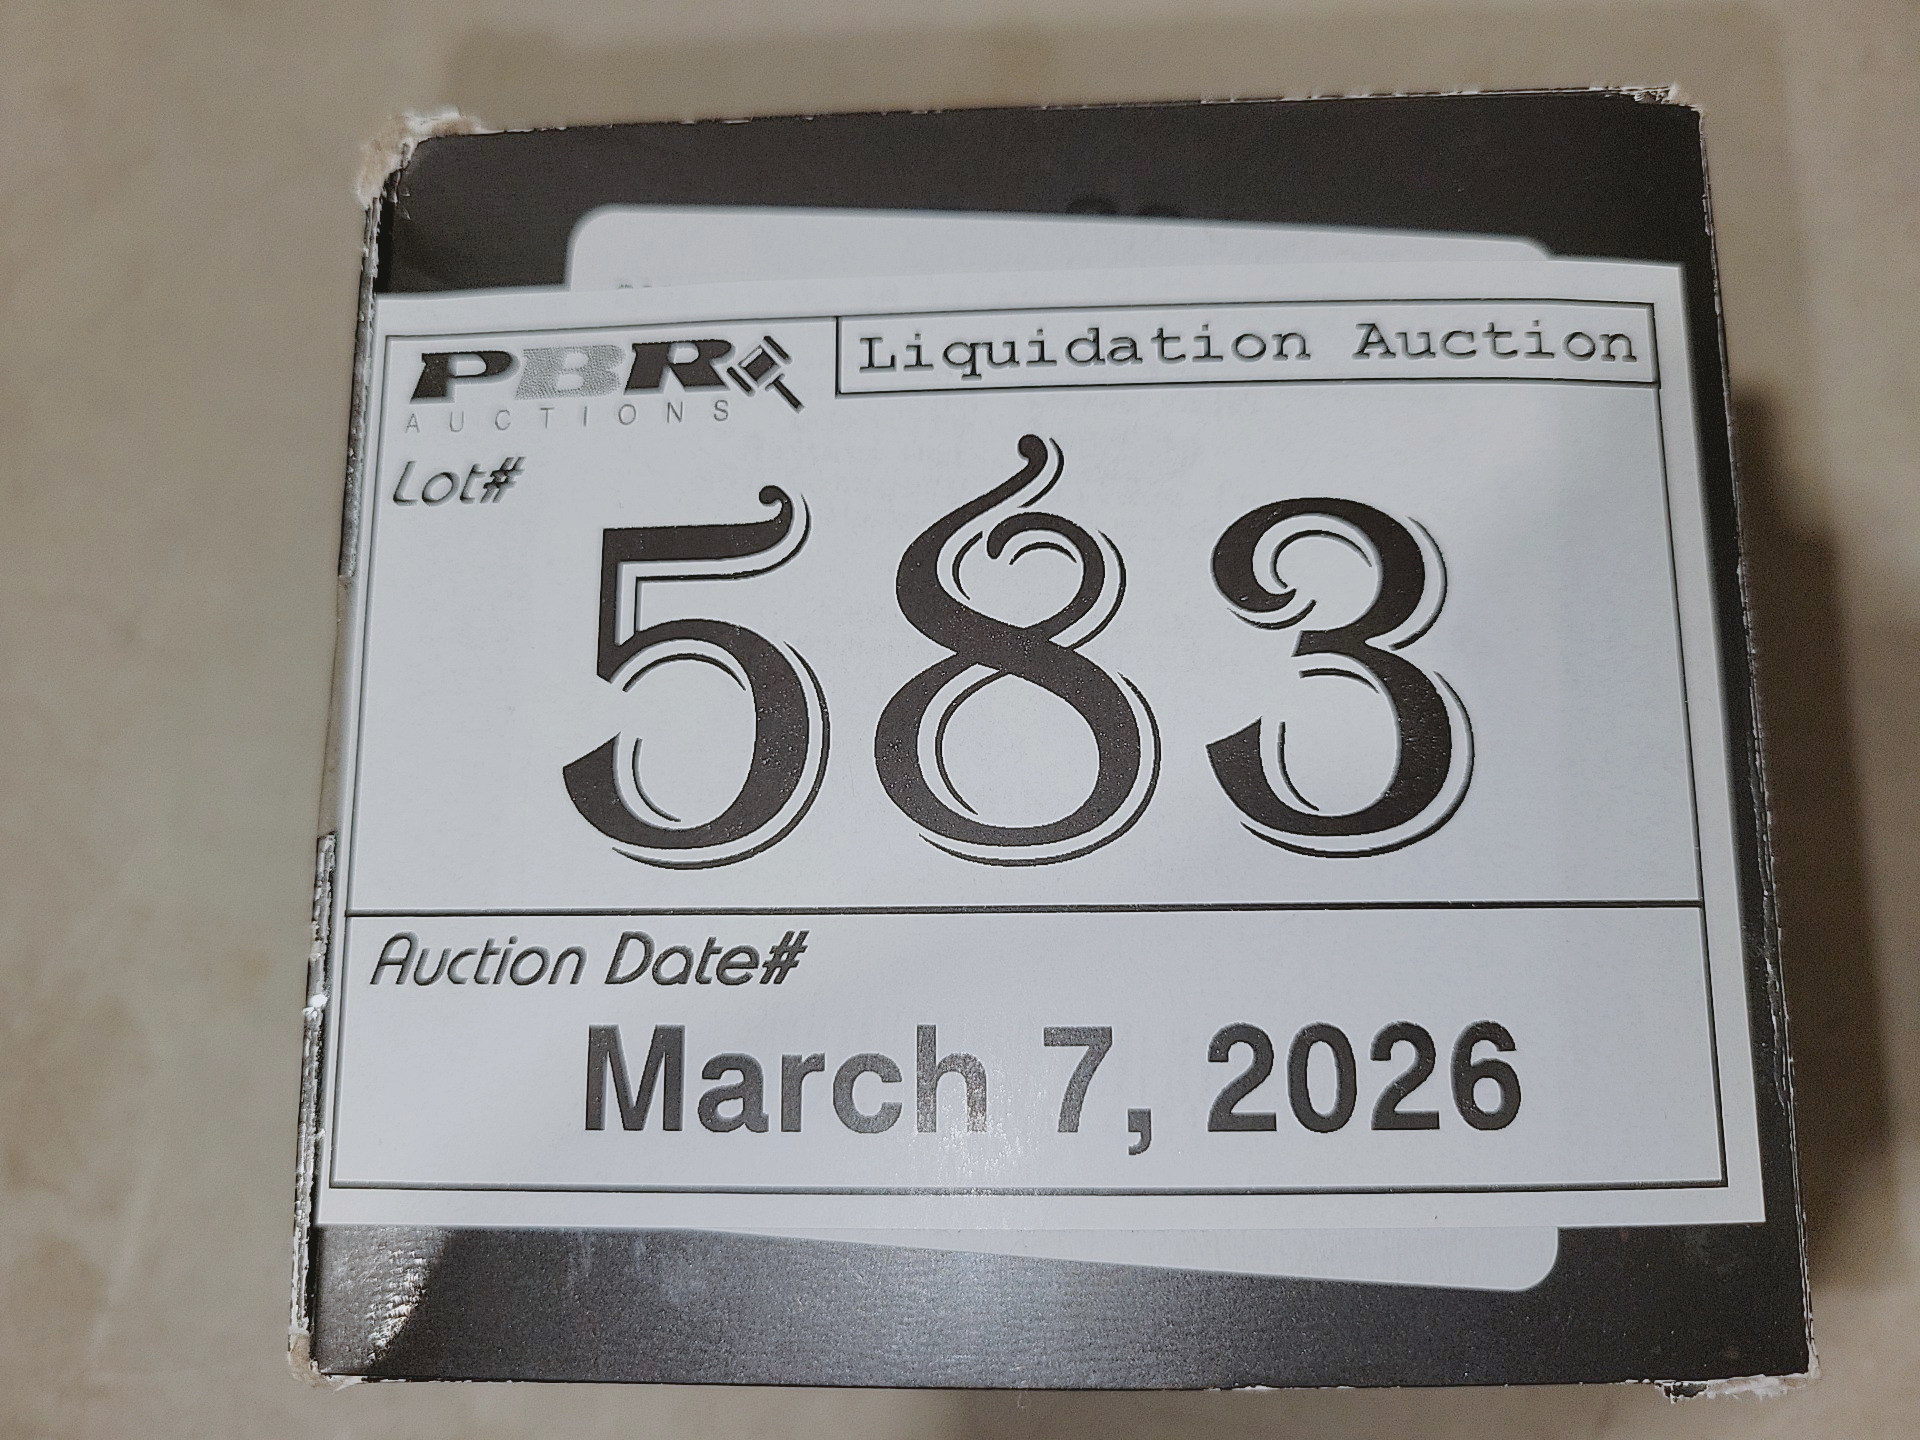 PBR
AUCTIONS
Liquidation Auction
Lot#
583
Auction Date#
March 7, 2026